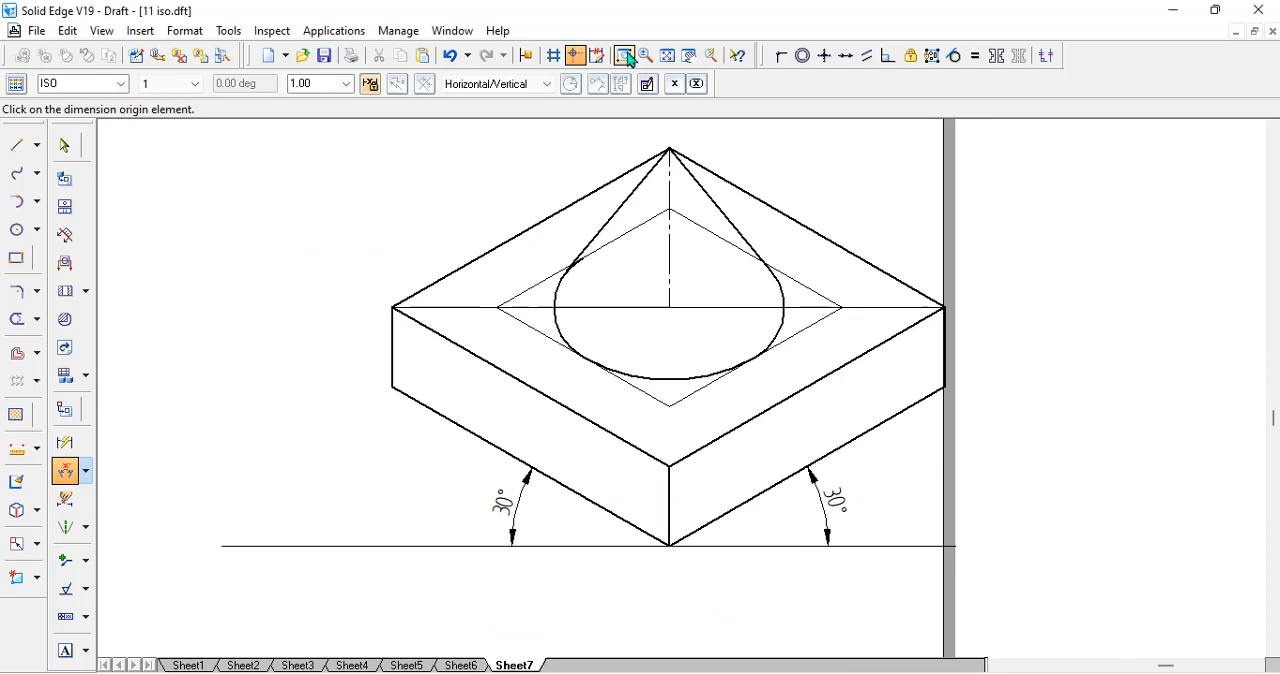 Solid Edge V19 - Draft - [11 iso.dft]
File Edit View Insert Format Tools Inspect Applications Manage Window Help
ISO 1 0.00 deg 1.00 Horizontal/Vertical
Click on the dimension origin element.
30° 30°
A
Sheet1 Sheet2 Sheet3 Sheet4 Sheet5 Sheet6 Sheet7